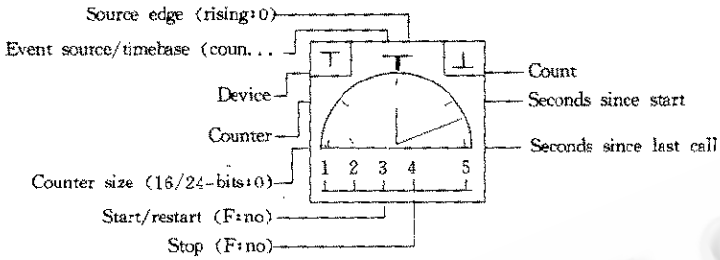 Source edge (rising:0)
Event source/timebase (coun...
Device
Counter
Counter size (16/24-bits:0)
Start/restart (F:no)
Stop (F:no)
Count
Seconds since start
Seconds since last call
1 2 3 4 5